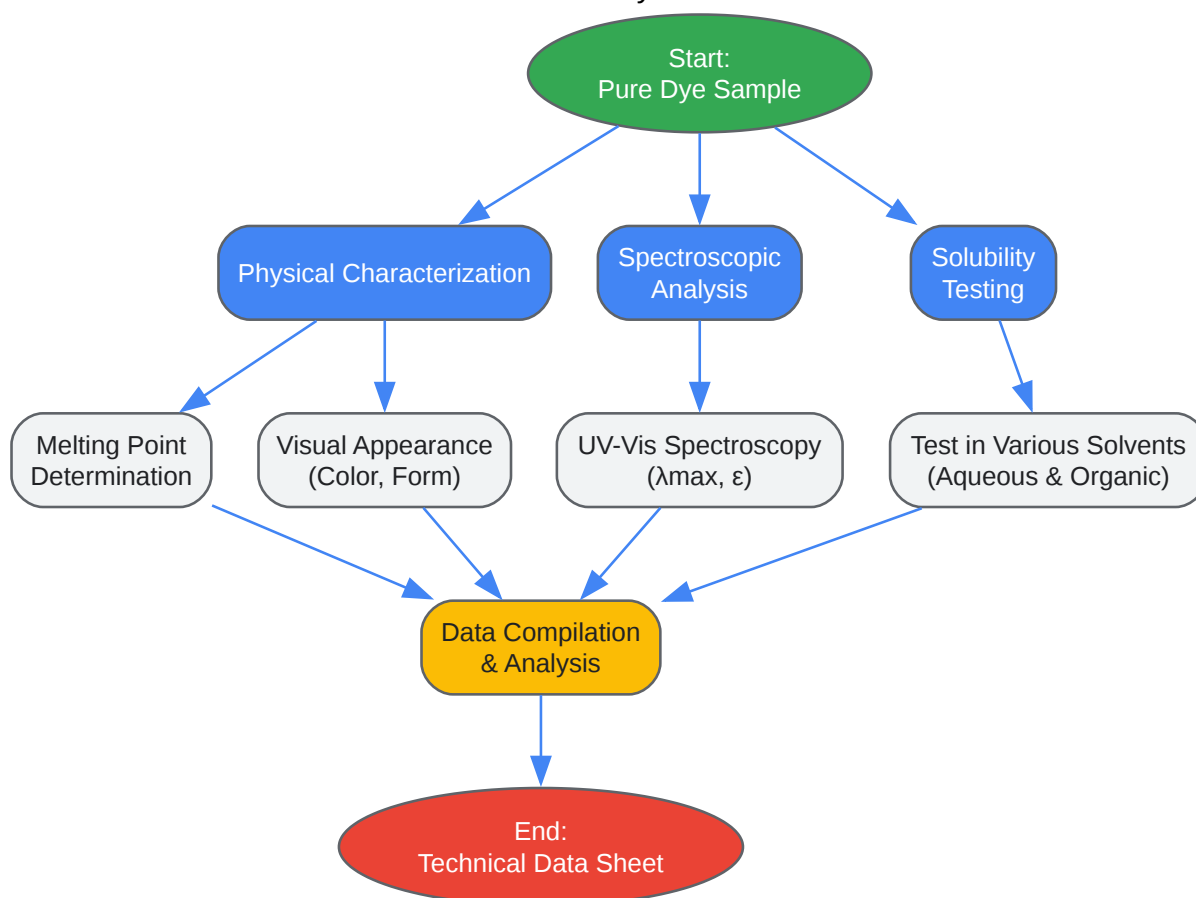 Start:
Pure Dye Sample
Physical Characterization
Spectroscopic
Analysis
Solubility
Testing
Melting Point
Determination
Visual Appearance
(Color, Form)
UV-Vis Spectroscopy
(λmax, ε)
Test in Various Solvents
(Aqueous & Organic)
Data Compilation
& Analysis
End:
Technical Data Sheet